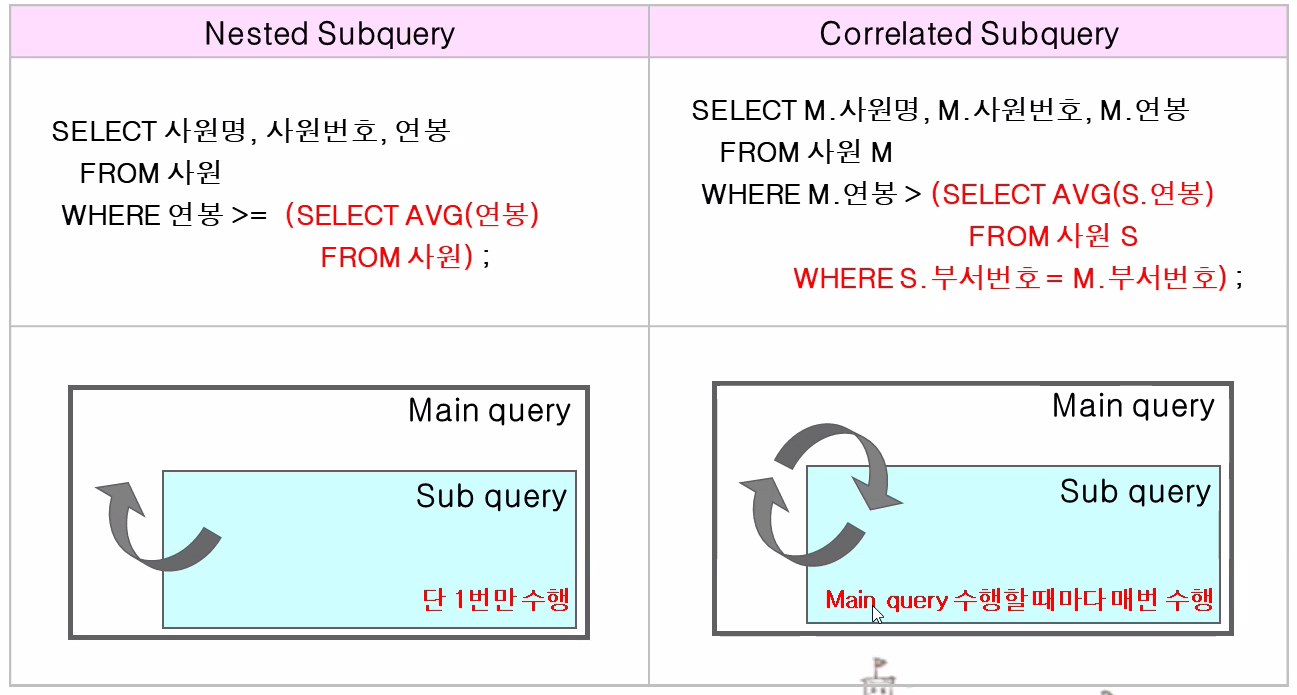 Nested Subquery
Correlated Subquery
SELECT 사원명, 사원번호, 연봉
FROM 사원
WHERE 연봉 >= (SELECT AVG(연봉)
FROM 사원) ;
SELECT M.사원명, M.사원번호, M.연봉
FROM 사원 M
WHERE M.연봉 > (SELECT AVG(S.연봉)
FROM 사원 S
WHERE S.부서번호 = M.부서번호) ;
Main query
Sub query
단 1번만 수행
Main query
Sub query
Main query 수행할 때마다 매번 수행